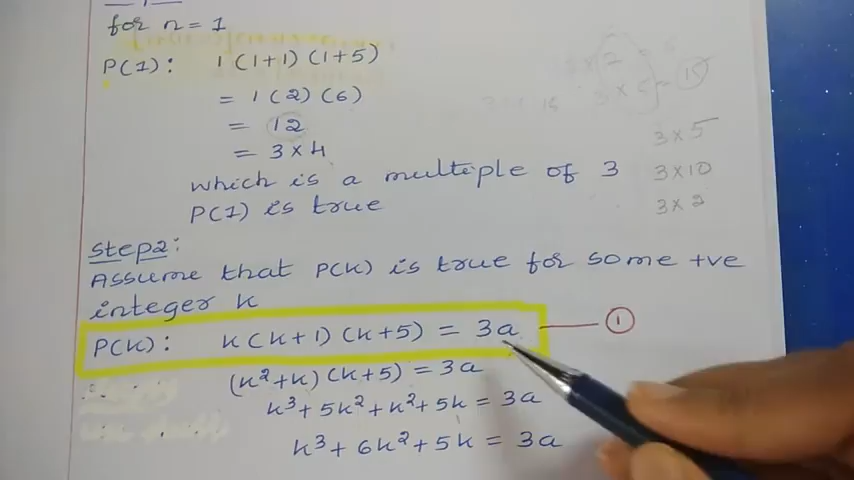 for n = 1
P(1): 1 (1+1) (1+5)
= 1 (2) (6)
= 12
= 3 × 4
which is a multiple of 3
P(1) is true
3 × 5
3 × 10
3 × 2
Step2:
Assume that P(K) is true for some +ve
integer K
P(K): K (K+1) (K+5) = 3a ①
(K²+K) (K+5) = 3a
K³ + 5K² + K² + 5K = 3a
K³ + 6K² + 5K = 3a